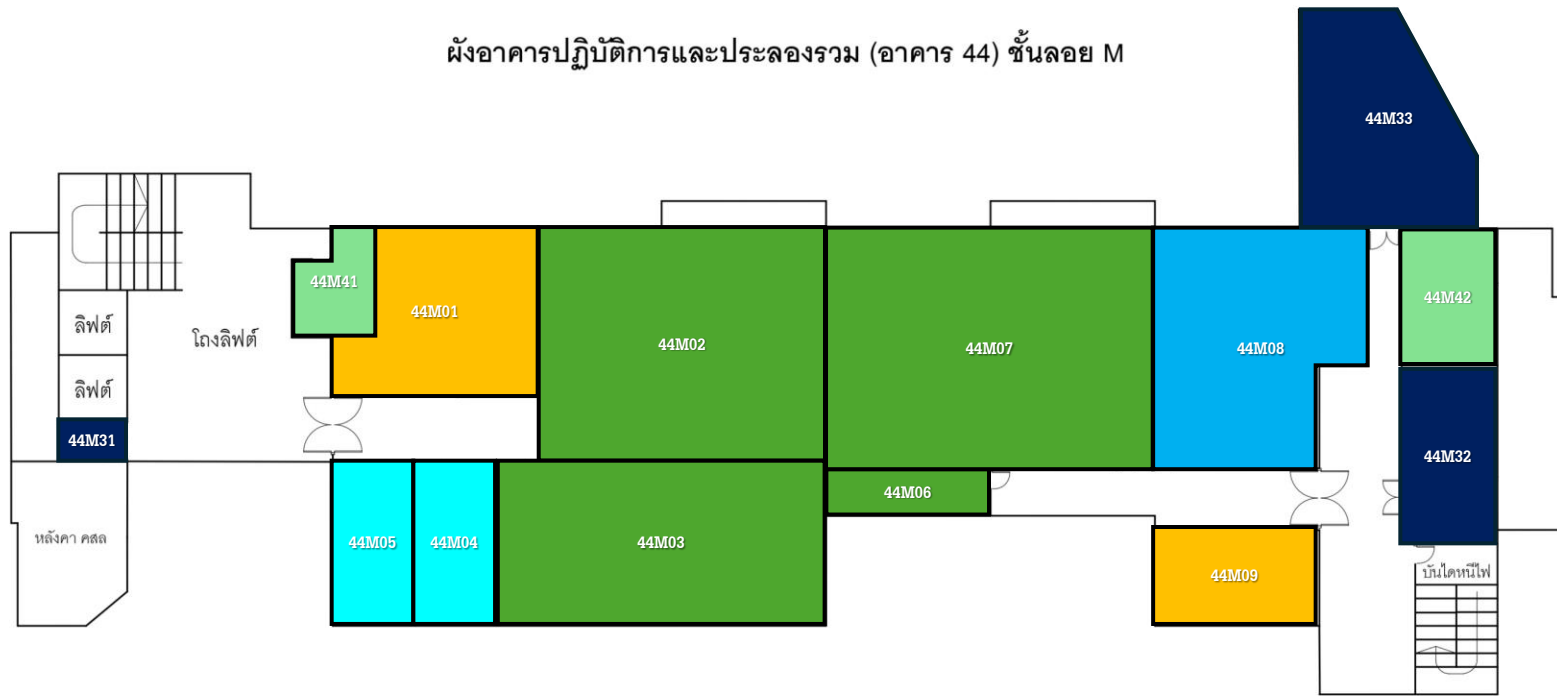 ผังอาคารปฏิบัติการและประลองรวม (อาคาร 44) ชั้นลอย M
44M33
44M41
44M01
44M42
ลิฟต์
โถงลิฟต์
44M02
44M07
44M08
ลิฟต์
44M31
44M32
44M06
หลังคา คสล
44M05
44M04
44M03
44M09
บันไดหนีไฟ